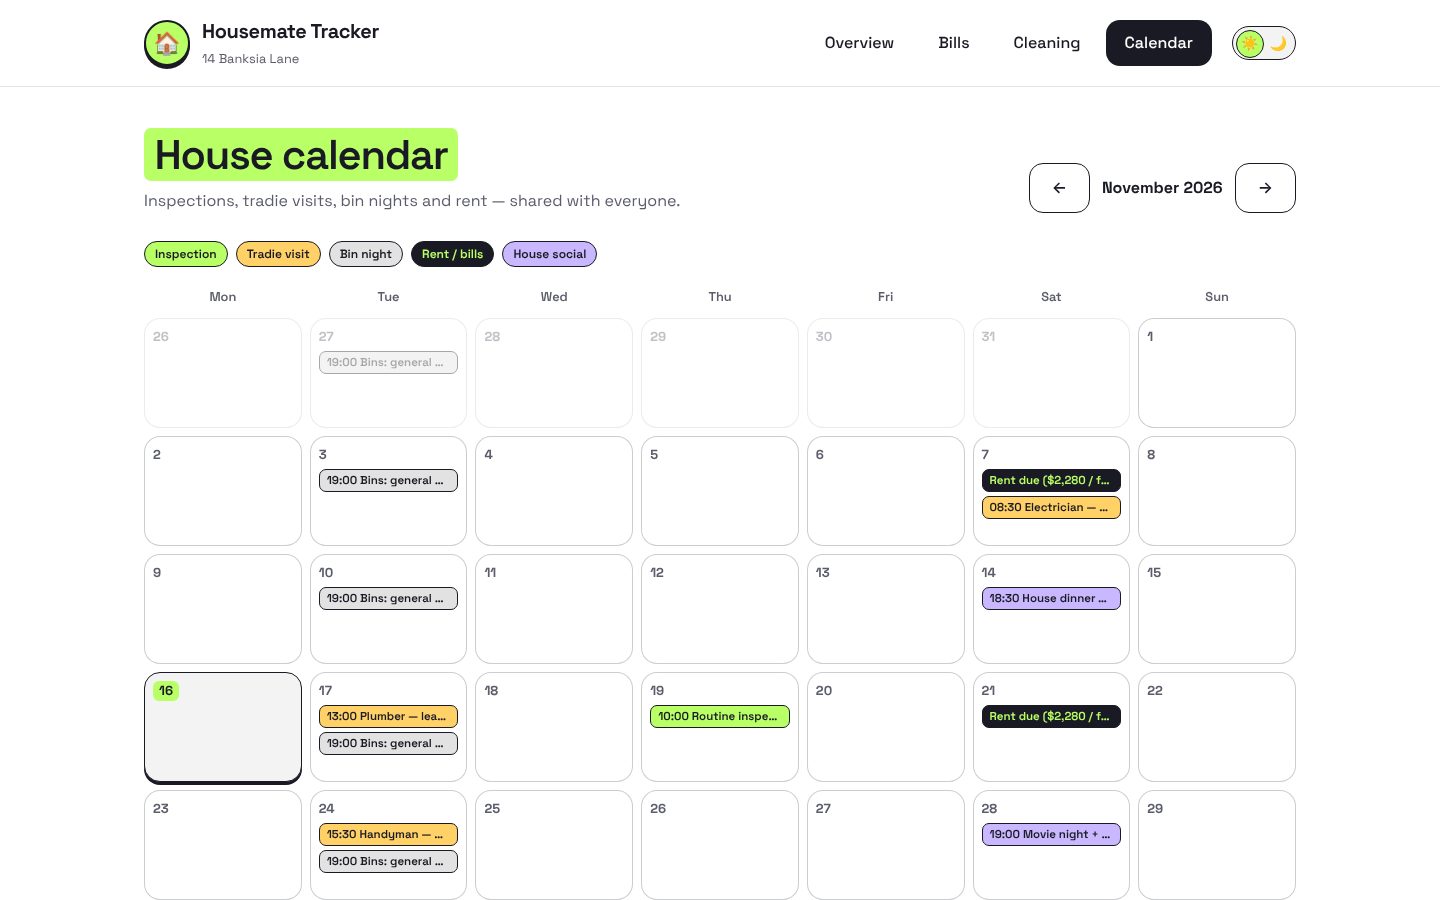 Housemate Tracker
14 Banksia Lane
Overview
Bills
Cleaning
Calendar
House calendar
Inspections, tradie visits, bin nights and rent — shared with everyone.
←
November 2026
→
Inspection
Tradie visit
Bin night
Rent / bills
House social
Mon
Tue
Wed
Thu
Fri
Sat
Sun
26
27
19:00 Bins: general ...
28
29
30
31
1
2
3
19:00 Bins: general ...
4
5
6
7
Rent due ($2,280 / f...
08:30 Electrician — ...
8
9
10
19:00 Bins: general ...
11
12
13
14
18:30 House dinner ...
15
16
17
13:00 Plumber — lea...
19:00 Bins: general ...
18
19
10:00 Routine inspe...
20
21
Rent due ($2,280 / f...
22
23
24
15:30 Handyman — ...
19:00 Bins: general ...
25
26
27
28
19:00 Movie night + ...
29